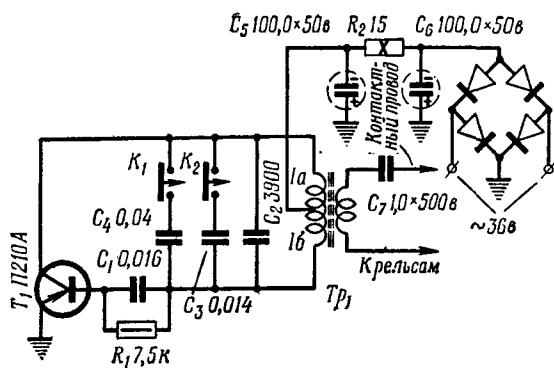 C₅ 100,0×50в R₂ 15 C₆ 100,0×50в
Контакт-
ный провод
K₁ K₂
C₂ 3900
Iа
Iб
C₄ 0,04
C₇ 1,0×500в
~36в
C₁ 0,016
К рельсам
T₁ П210А
C₃ 0,014
Тр₁
R₁ 7,5к